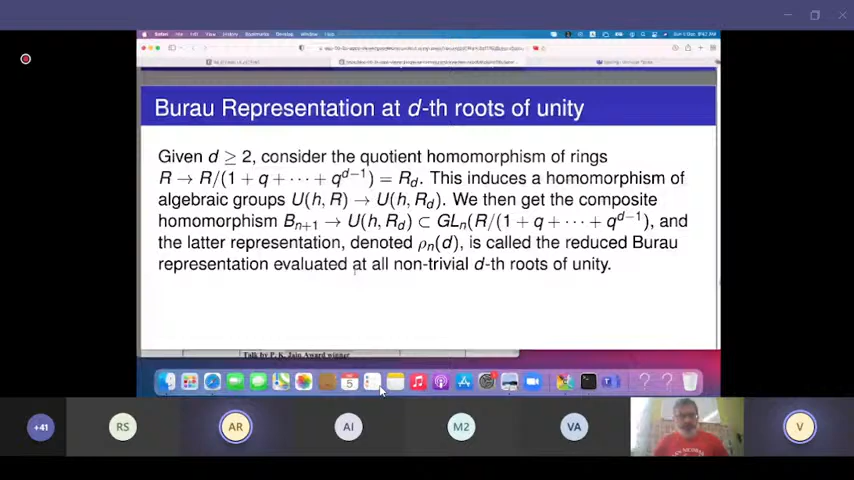 Burau Representation at d-th roots of unity
Given d ≥ 2, consider the quotient homomorphism of rings
R → R/(1 + q + · · · + q^{d−1}) = R_d. This induces a homomorphism of
algebraic groups U(h, R) → U(h, R_d). We then get the composite
homomorphism B_{n+1} → U(h, R_d) ⊂ GL_n(R/(1 + q + · · · + q^{d−1}), and
the latter representation, denoted ρ_n(d), is called the reduced Burau
representation evaluated at all non-trivial d-th roots of unity.
Talk by P. K. Jain Award winner
5
+41
RS
AR
AI
M2
VA
V